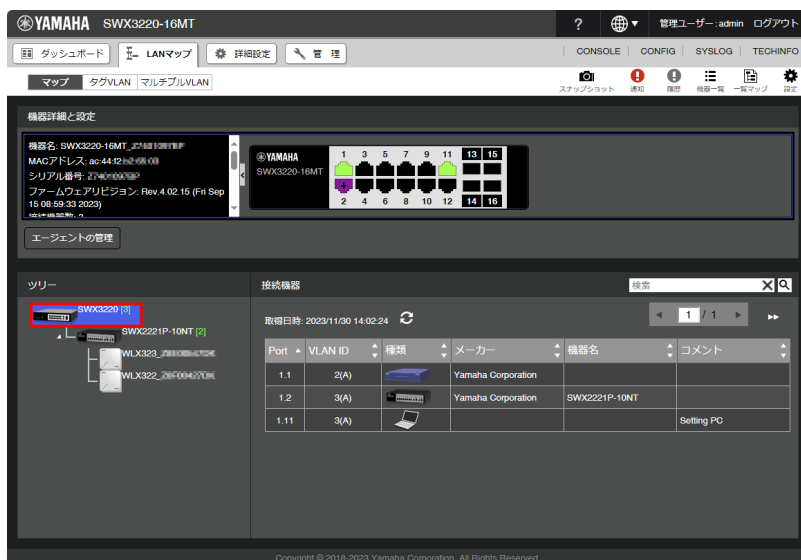 YAMAHA SWX3220-16MT
? 管理ユーザー:admin ログアウト
ダッシュボード LANマップ 詳細設定 管 理
CONSOLE CONFIG SYSLOG TECHINFO
マップ タグVLAN マルチプルVLAN
スナップショット 通知 履歴 機器一覧 一覧マップ 設定
機器詳細と設定
機器名: SWX3220-16MT_
MACアドレス: ac:44:f2:
シリアル番号:
ファームウェアリビジョン: Rev.4.02.15 (Fri Sep
15 08:59:33 2023)
接続機器数: 3
YAMAHA
SWX3220-16MT
1 3 5 7 9 11 13 15
2 4 6 8 10 12 14 16
エージェントの管理
ツリー
SWX3220 [3]
SWX2221P-10NT [2]
WLX323_
WLX322_
接続機器
検索
取得日時: 2023/11/30 14:02:24
1 / 1
Port VLAN ID 種類 メーカー 機器名 コメント
1.1 2(A) Yamaha Corporation
1.2 3(A) Yamaha Corporation SWX2221P-10NT
1.11 3(A) Setting PC
Copyright © 2018-2023 Yamaha Corporation. All Rights Reserved.